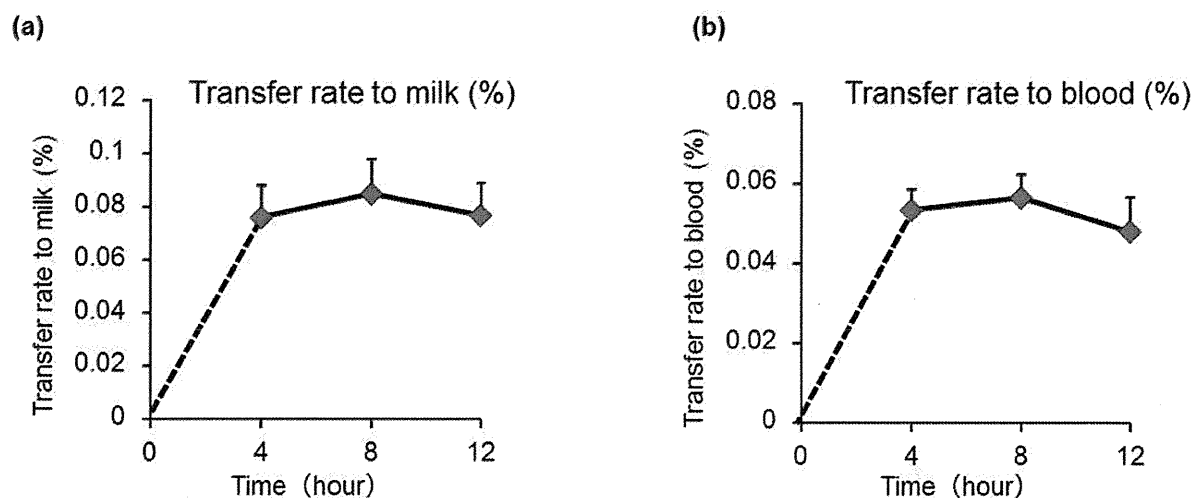 (a)
Transfer rate to milk (%)
Transfer rate to milk (%)
0.12
0.1
0.08
0.06
0.04
0.02
0
0 4 8 12
Time (hour)
(b)
Transfer rate to blood (%)
Transfer rate to blood (%)
0.08
0.06
0.04
0.02
0
0 4 8 12
Time (hour)